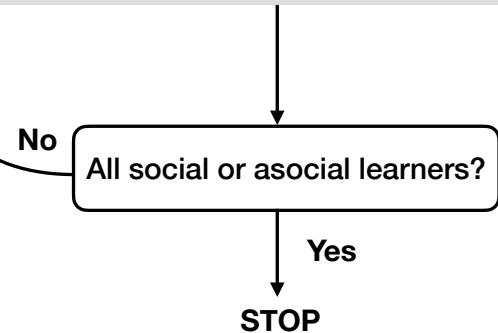 No
All social or asocial learners?
Yes
STOP